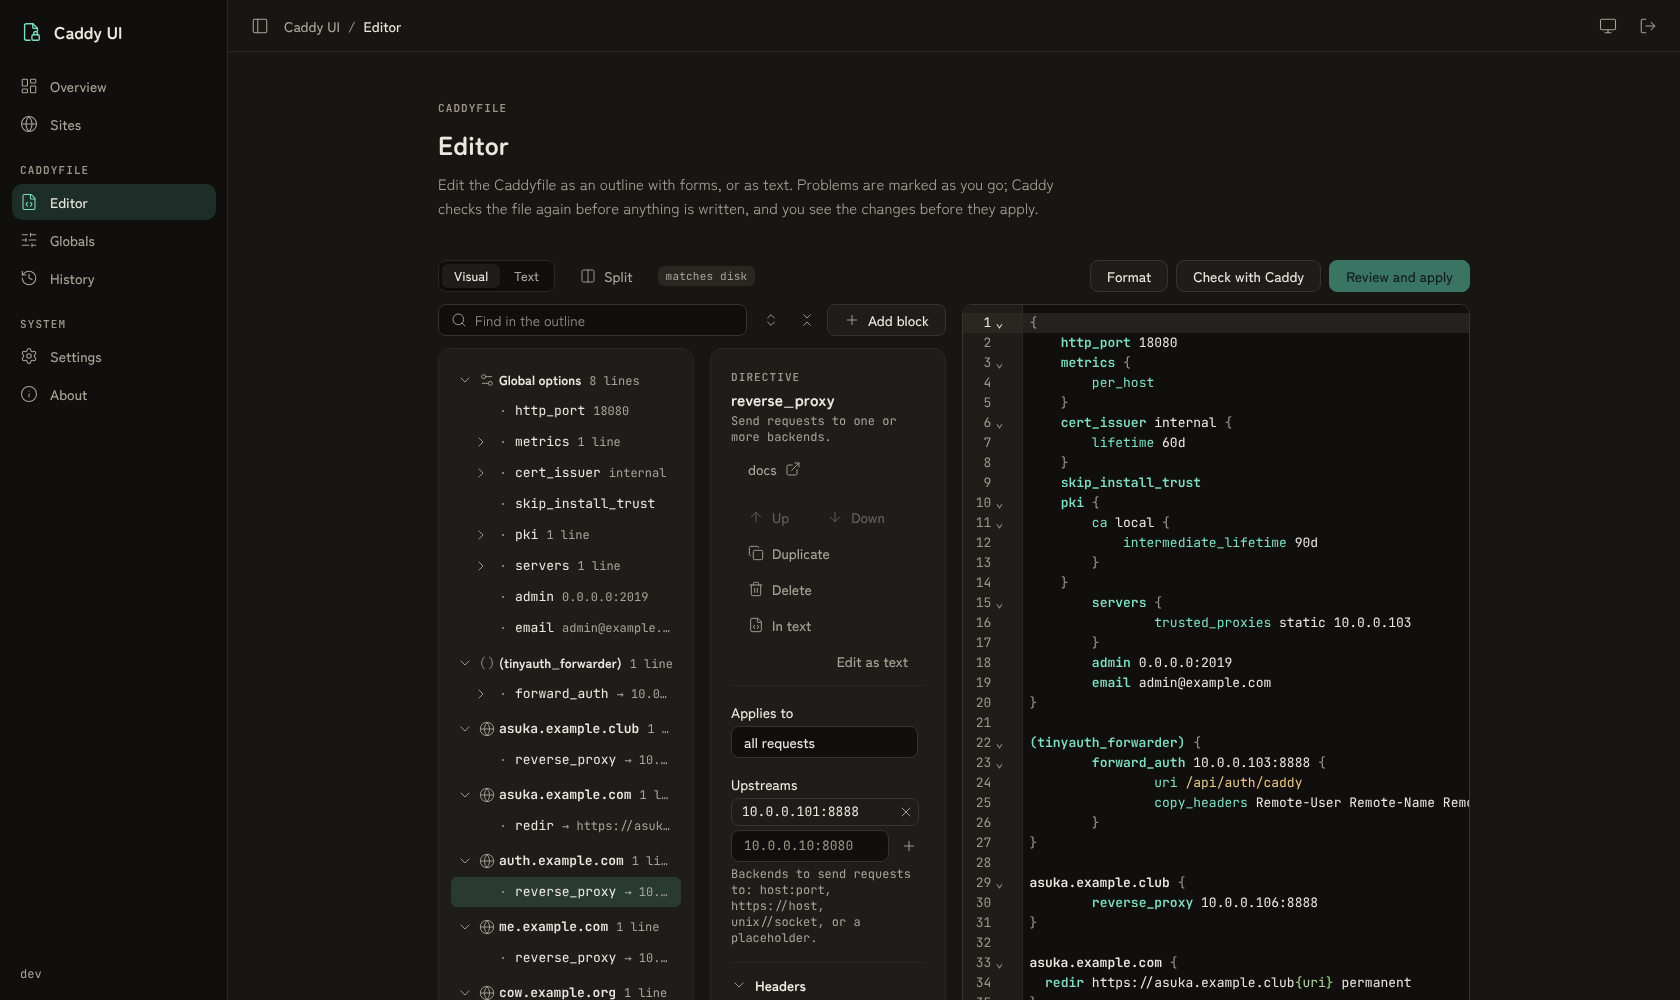 Caddy UI
Overview
Sites
CADDYFILE
Editor
Globals
History
SYSTEM
Settings
About
dev
Caddy UI / Editor
CADDYFILE
Editor
Edit the Caddyfile as an outline with forms, or as text. Problems are marked as you go; Caddy
checks the file again before anything is written, and you see the changes before they apply.
Visual Text Split matches disk
Format Check with Caddy Review and apply
Find in the outline
Add block
Global options 8 lines
· http_port 18080
· metrics 1 line
· cert_issuer internal
· skip_install_trust
· pki 1 line
· servers 1 line
· admin 0.0.0.0:2019
· email admin@example.…
() (tinyauth_forwarder) 1 line
· forward_auth → 10.0…
asuka.example.club 1 …
· reverse_proxy → 10.…
asuka.example.com 1 l…
· redir → https://asuk…
auth.example.com 1 li…
· reverse_proxy → 10.…
me.example.com 1 line
· reverse_proxy → 10.…
cow.example.org 1 line
DIRECTIVE
reverse_proxy
Send requests to one or
more backends.
docs
Up Down
Duplicate
Delete
In text
Edit as text
Applies to
all requests
Upstreams
10.0.0.101:8888
10.0.0.10:8080
Backends to send requests
to: host:port,
https://host,
unix//socket, or a
placeholder.
Headers
1 {
2 http_port 18080
3 metrics {
4 per_host
5 }
6 cert_issuer internal {
7 lifetime 60d
8 }
9 skip_install_trust
10 pki {
11 ca local {
12 intermediate_lifetime 90d
13 }
14 }
15 servers {
16 trusted_proxies static 10.0.0.103
17 }
18 admin 0.0.0.0:2019
19 email admin@example.com
20 }
21
22 (tinyauth_forwarder) {
23 forward_auth 10.0.0.103:8888 {
24 uri /api/auth/caddy
25 copy_headers Remote-User Remote-Name Remo
26 }
27 }
28
29 asuka.example.club {
30 reverse_proxy 10.0.0.106:8888
31 }
32
33 asuka.example.com {
34 redir https://asuka.example.club{uri} permanent
35 }